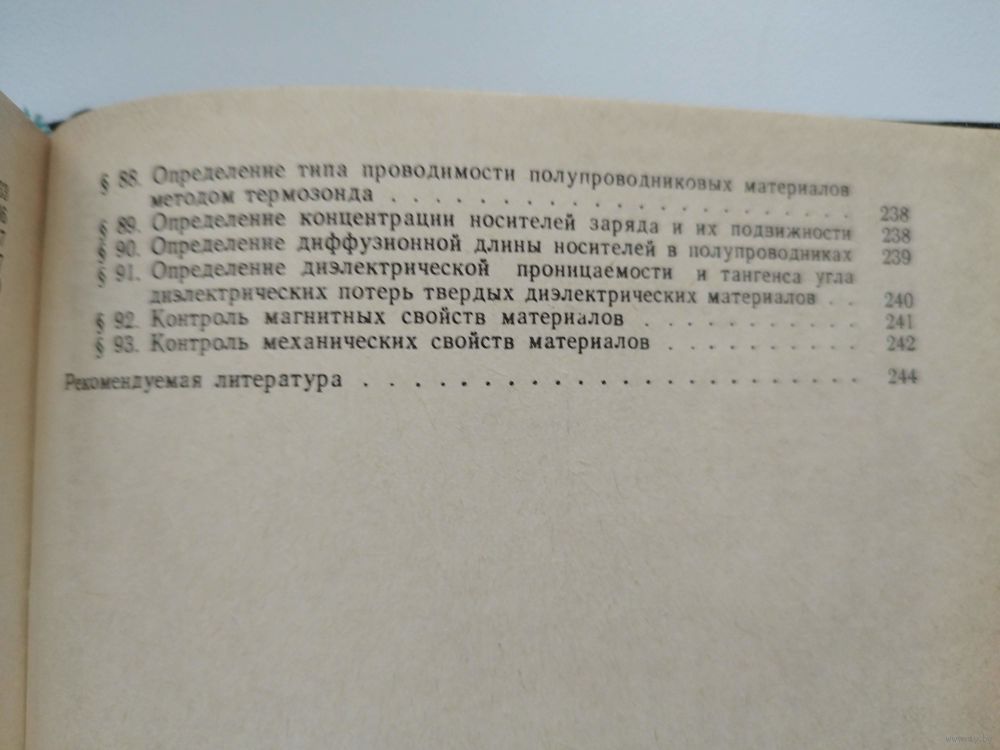 § 88. Определение типа проводимости полупроводниковых материалов
методом термозонда . . . . . . . . . . . . . . . . . . . . 238
§ 89. Определение концентрации носителей заряда и их подвижности 238
§ 90. Определение диффузионной длины носителей в полупроводниках 239
§ 91. Определение диэлектрической проницаемости и тангенса угла
диэлектрических потерь твердых диэлектрических материалов . . 240
§ 92. Контроль магнитных свойств материалов . . . . . . . . . . 241
§ 93. Контроль механических свойств материалов . . . . . . . . . 242
Рекомендуемая литература . . . . . . . . . . . . . . . . . . . . . 244